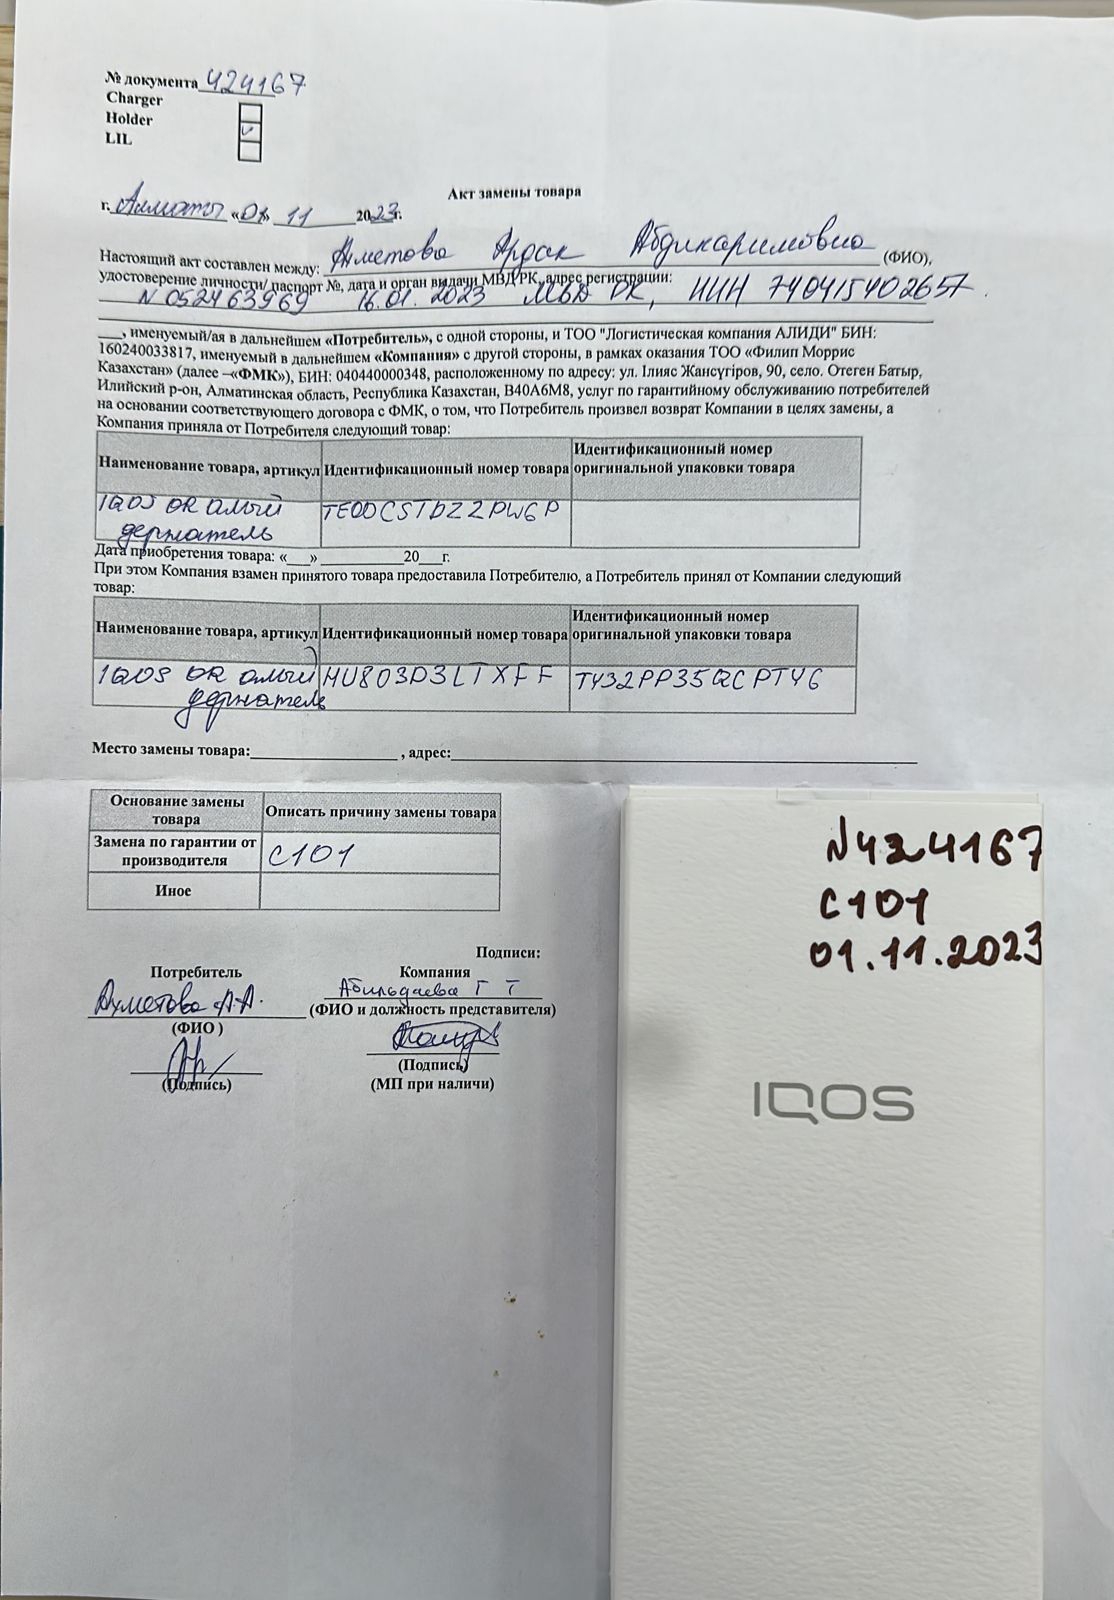 № документа 424167
Charger
Holder
LIL
Акт замены товара
г. Алматы «01» 11 2023г.
Настоящий акт составлен между: Ахметова Ардак Абдикаримовна (ФИО),
удостоверение личности/ паспорт №, дата и орган выдачи МВД РК, адрес регистрации:
N 052463969 16.01.2023 МВД РК, ИИН 740415402657.
___, именуемый/ая в дальнейшем «Потребитель», с одной стороны, и ТОО "Логистическая компания АЛИДИ" БИН:
160240033817, именуемый в дальнейшем «Компания» с другой стороны, в рамках оказания ТОО «Филип Моррис
Казахстан» (далее –«ФМК»), БИН: 040440000348, расположенному по адресу: ул. Ілияс Жансүгіров, 90, село. Отеген Батыр,
Илийский р-он, Алматинская область, Республика Казахстан, B40A6M8, услуг по гарантийному обслуживанию потребителей
на основании соответствующего договора с ФМК, о том, что Потребитель произвел возврат Компании в целях замены, а
Компания приняла от Потребителя следующий товар:
Наименование товара, артикул Идентификационный номер товара Идентификационный номер оригинальной упаковки товара
IQOS OR алый держатель TE0DCSTDZ2PW6P
Дата приобретения товара: «___» __________20___г.
При этом Компания взамен принятого товара предоставила Потребителю, а Потребитель принял от Компании следующий
товар:
Наименование товара, артикул Идентификационный номер товара Идентификационный номер оригинальной упаковки товара
IQOS OR алый держатель HU803D3LTXFF TY32PP35QCPTY6
Место замены товара:__________________ , адрес:__________________
Основание замены товара Описать причину замены товара
Замена по гарантии от производителя C101
Иное
N424167
C101
01.11.2023
IQOS
Подписи:
Потребитель Компания
Ахметова А.А. Абильдаева Г Т
(ФИО ) (ФИО и должность представителя)
(Подпись) (Подпись)
(МП при наличи)